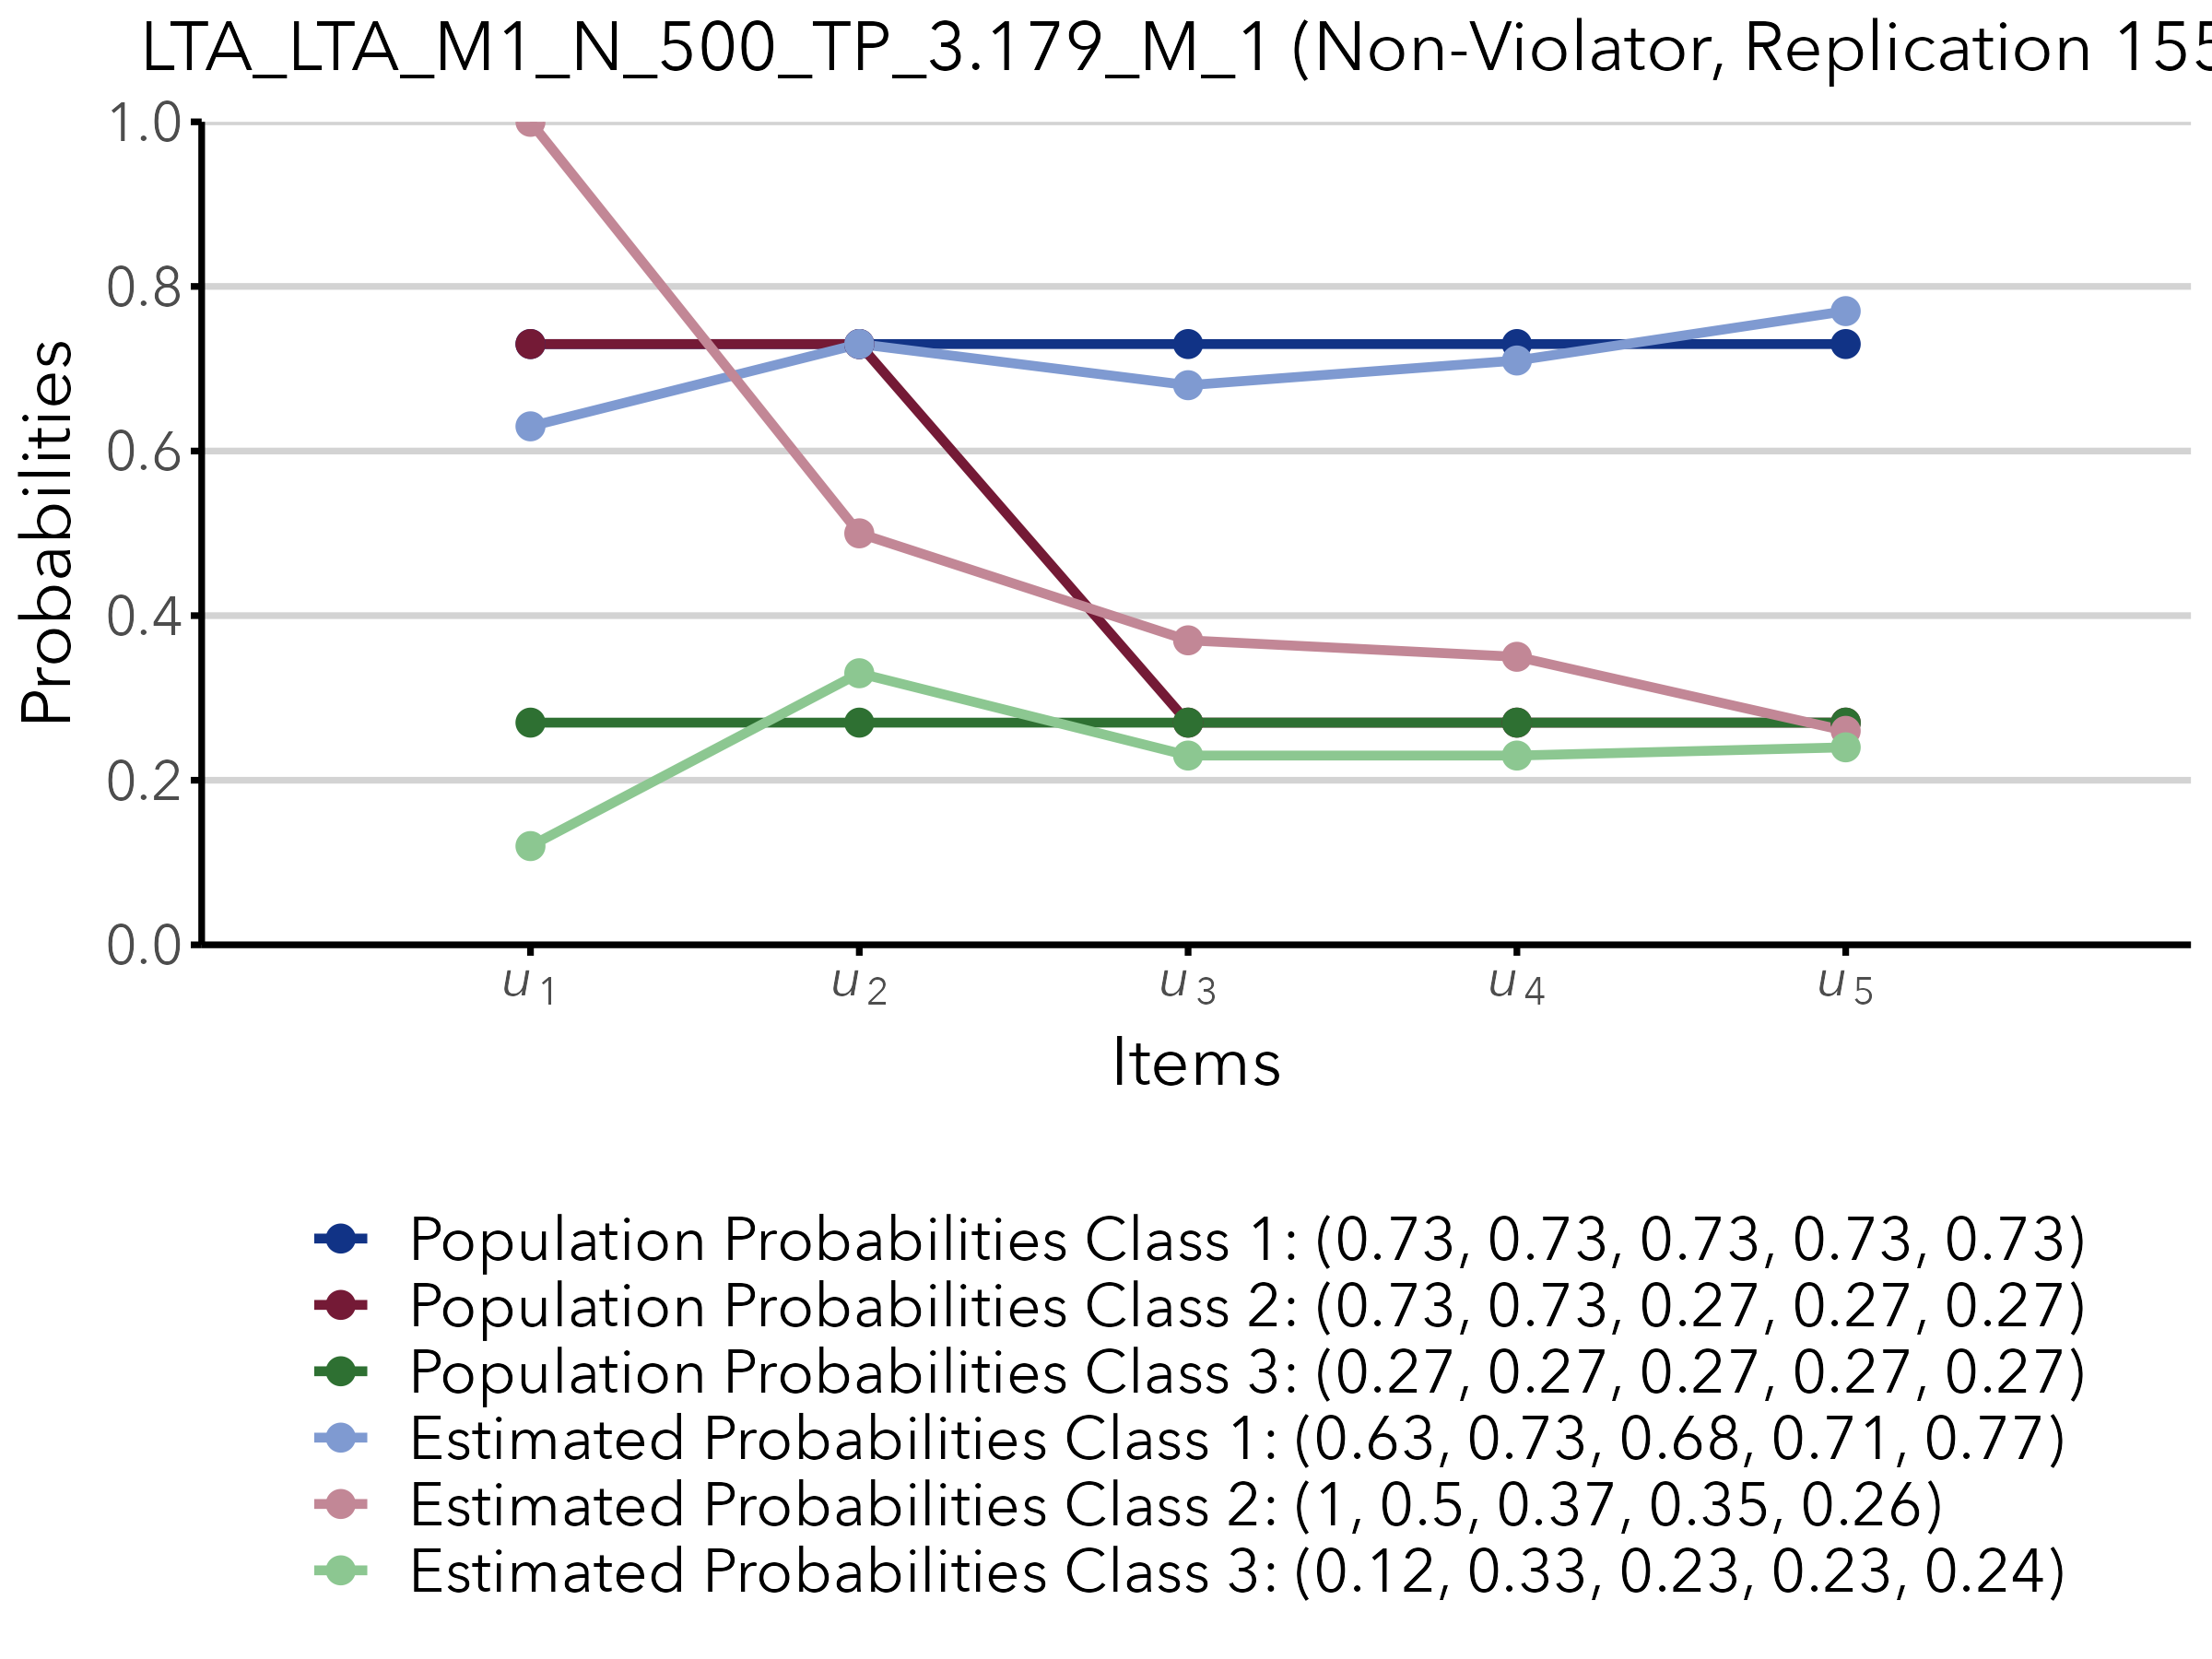 LTA_LTA_M1_N_500_TP_3.179_M_1 (Non-Violator, Replication 155
Probabilities
1.0
0.8
0.6
0.4
0.2
0.0
u1
u2
u3
u4
u5
Items
Population Probabilities Class 1: (0.73, 0.73, 0.73, 0.73, 0.73)
Population Probabilities Class 2: (0.73, 0.73, 0.27, 0.27, 0.27)
Population Probabilities Class 3: (0.27, 0.27, 0.27, 0.27, 0.27)
Estimated Probabilities Class 1: (0.63, 0.73, 0.68, 0.71, 0.77)
Estimated Probabilities Class 2: (1, 0.5, 0.37, 0.35, 0.26)
Estimated Probabilities Class 3: (0.12, 0.33, 0.23, 0.23, 0.24)